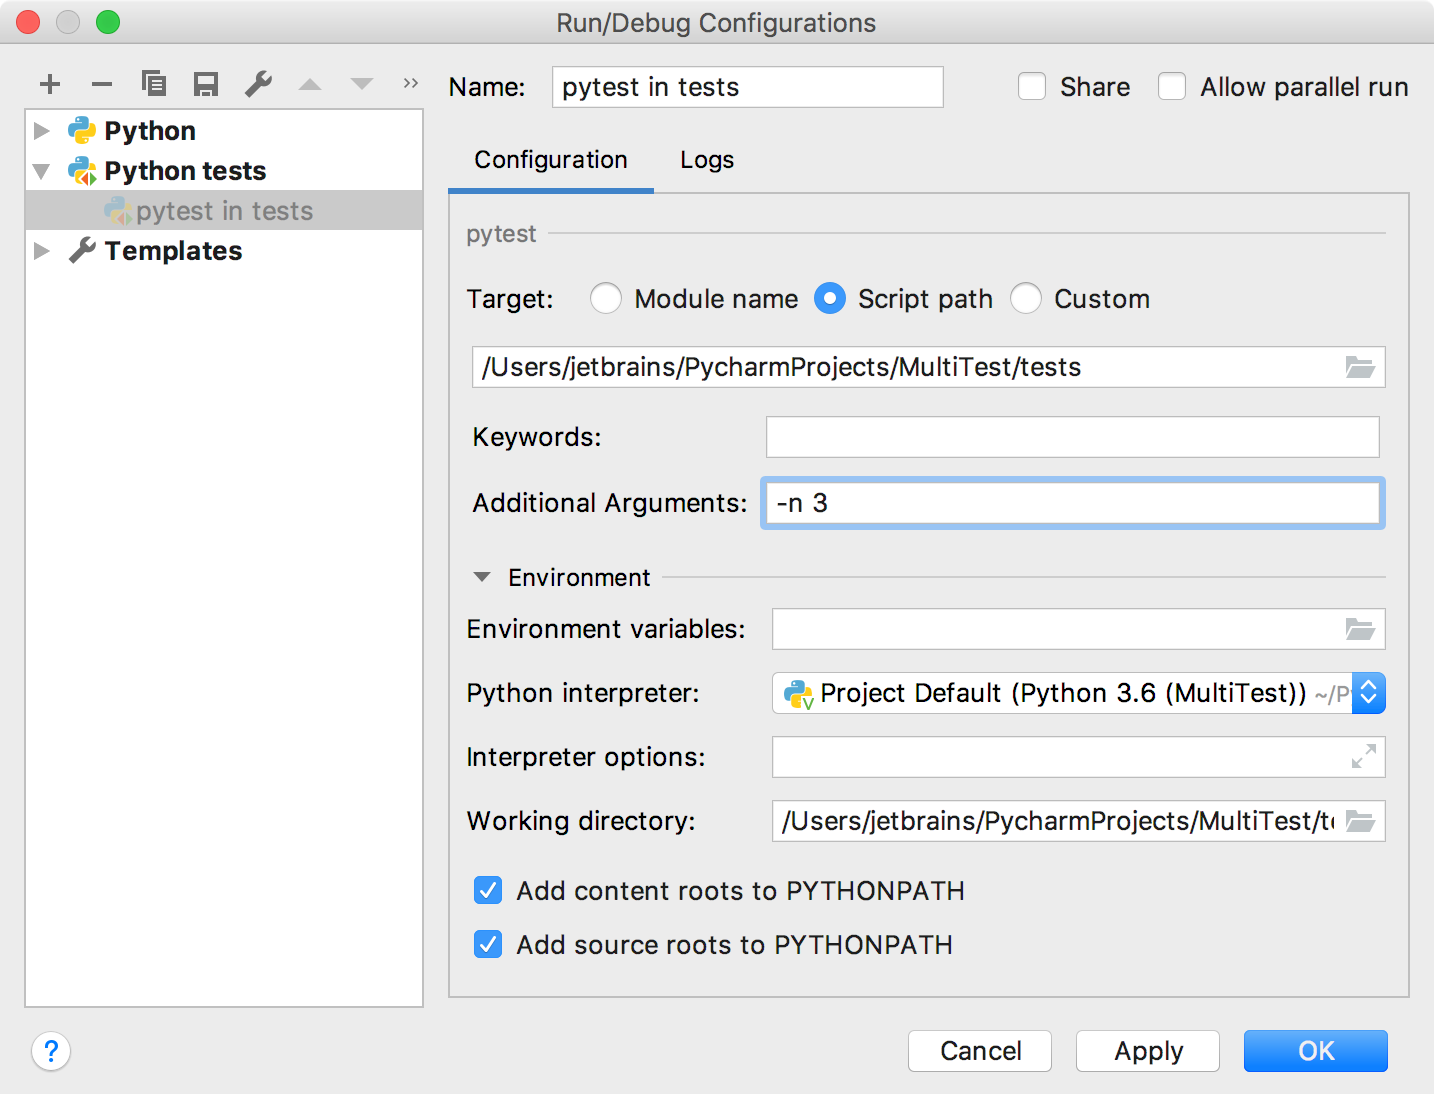 Run/Debug Configurations
Name: pytest in tests Share Allow parallel run
Python
Python tests
pytest in tests
Templates
Configuration Logs
pytest
Target: Module name Script path Custom
/Users/jetbrains/PycharmProjects/MultiTest/tests
Keywords:
Additional Arguments: -n 3
Environment
Environment variables:
Python interpreter: Project Default (Python 3.6 (MultiTest)) ~/P
Interpreter options:
Working directory: /Users/jetbrains/PycharmProjects/MultiTest/t
Add content roots to PYTHONPATH
Add source roots to PYTHONPATH
? Cancel Apply OK